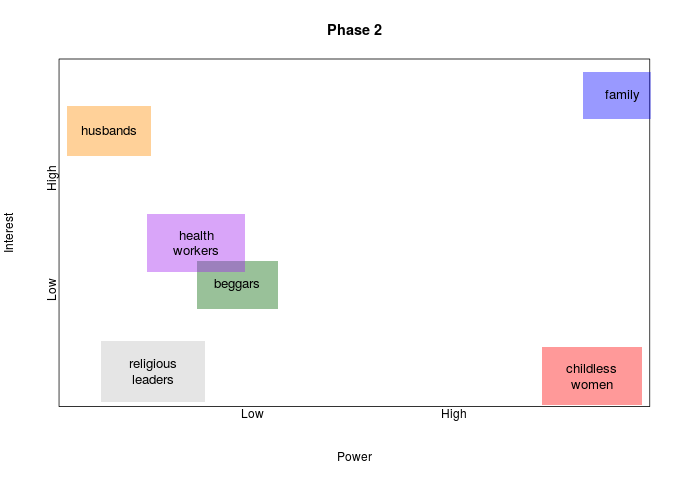 Phase 2
family
husbands
High
Interest
health
workers
beggars
Low
religious
leaders
childless
women
Low
High
Power